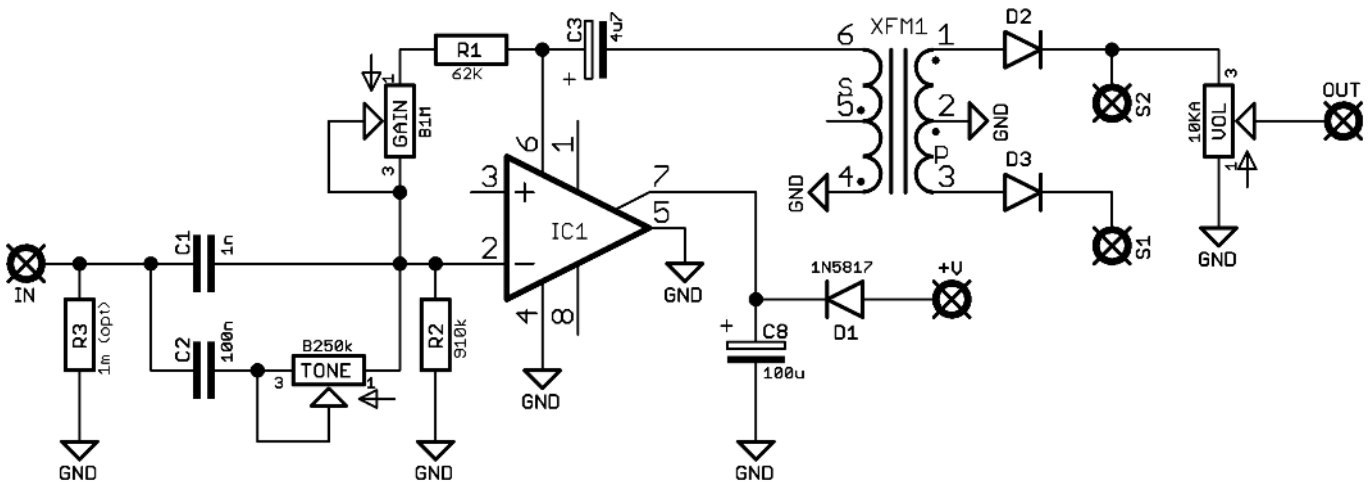 R1
62K
C3
4u7
+
XFM1
6
S
5
4
GND
1
2
P
3
GND
D2
D3
S2
S1
3
VOL
10KA
1
GND
OUT
1
GAIN
B1M
3
6
1
3
+
2
−
IC1
7
5
GND
4
8
GND
IN
R3
1m (opt)
GND
C1
1n
C2
100n
B250k
3
TONE
1
R2
910k
GND
1N5817
D1
+V
+
C8
100u
GND